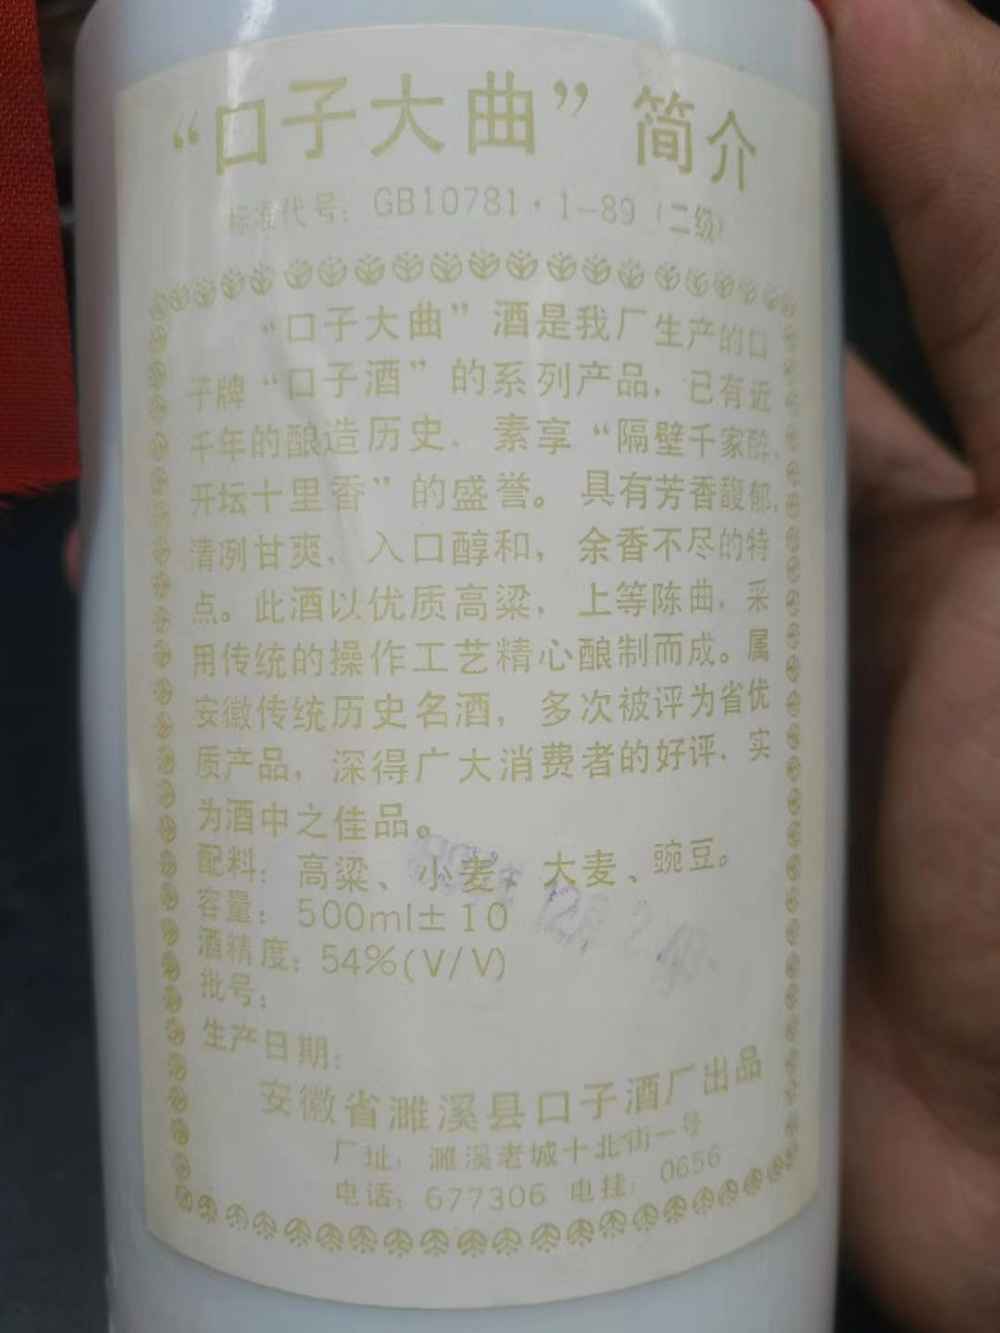 “口子大曲”简介
标准代号：GB10781·1-89（二级）
“口子大曲”酒是我厂生产的口
子牌“口子酒”的系列产品，已有近
千年的酿造历史．素享“隔壁千家醉、
开坛十里香”的盛誉。具有芳香馥郁，
清冽甘爽、入口醇和，余香不尽的特
点。此酒以优质高粱，上等陈曲，采
用传统的操作工艺精心酿制而成。属
安徽传统历史名酒，多次被评为省优
质产品，深得广大消费者的好评．实
为酒中之佳品。
配料：高粱、小麦、大麦、豌豆。
容量：500ml±10
酒精度：54%(V/V)
批号：
生产日期：
安徽省濉溪县口子酒厂出品
厂址：濉溪老城十北街一号
电话：677306 电挂：0656